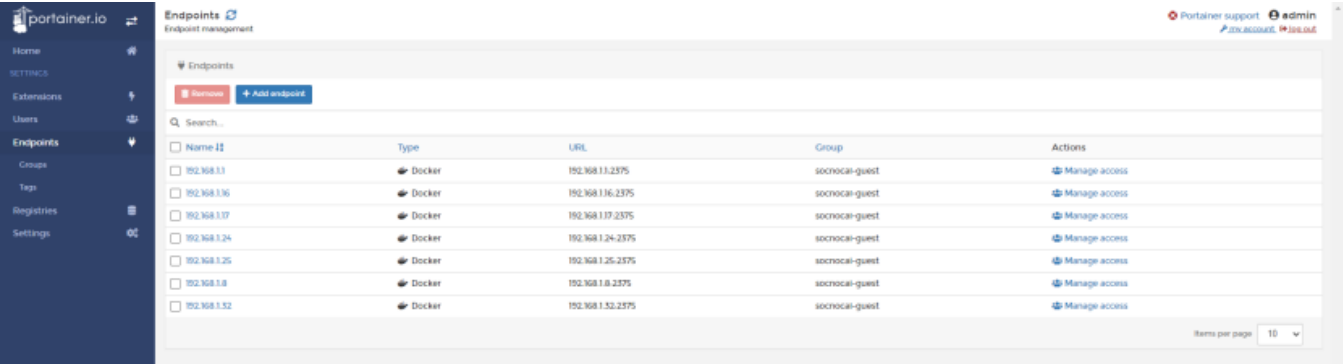 portainer.io
Endpoints
Endpoint management
Portainer support admin
my account log out
Home
SETTINGS
Extensions
Users
Endpoints
Groups
Tags
Registries
Settings
Endpoints
Remove + Add endpoint
Search...
Name Type URL Group Actions
192.168.1.1 Docker 192.168.1.1:2375 socnocai-guest Manage access
192.168.1.16 Docker 192.168.1.16:2375 socnocai-guest Manage access
192.168.1.17 Docker 192.168.1.17:2375 socnocai-guest Manage access
192.168.1.24 Docker 192.168.1.24:2375 socnocai-guest Manage access
192.168.1.25 Docker 192.168.1.25:2375 socnocai-guest Manage access
192.168.1.8 Docker 192.168.1.8:2375 socnocai-guest Manage access
192.168.1.32 Docker 192.168.1.32:2375 socnocai-guest Manage access
Items per page 10